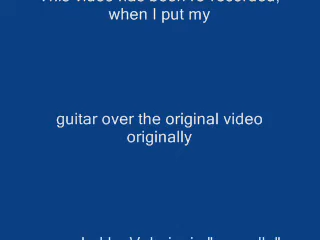 This video has been re-recorded,
when I put my
guitar over the original video
originally